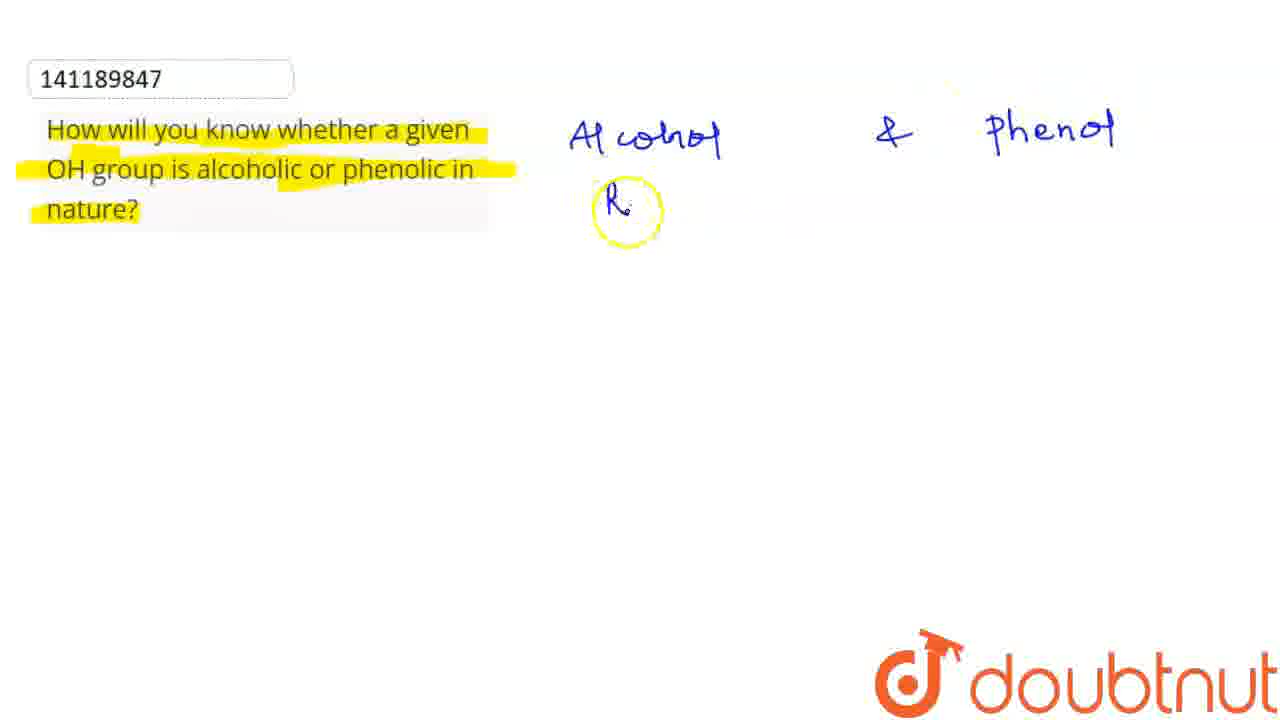 141189847
How will you know whether a given
OH group is alcoholic or phenolic in
nature?
Alcohol & Phenol
R
doubtnut